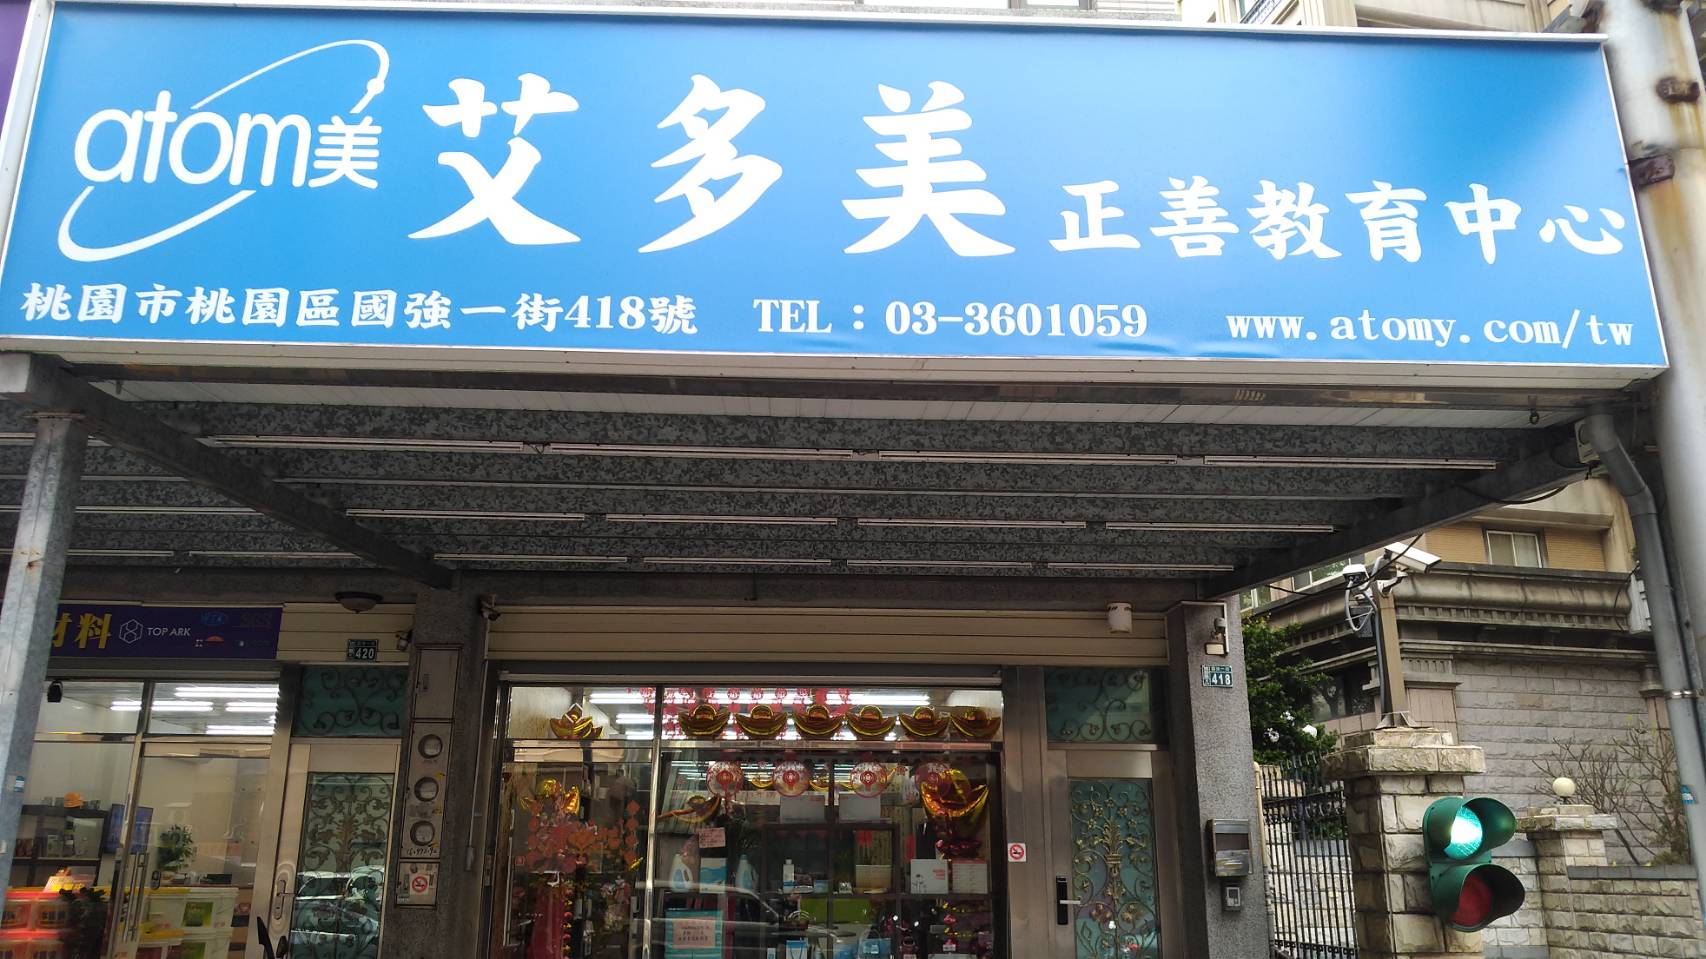 atom美 艾多美 正善教育中心
桃園市桃園區國強一街418號 TEL：03-3601059 www.atomy.com/tw
材料 TOP ARK
420
418